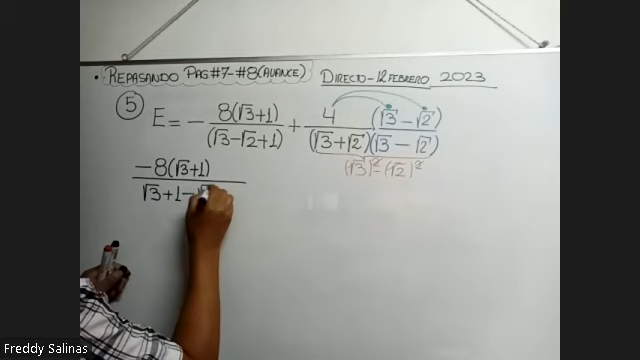 • REPASANDO PAG#7-#8(AVANCE) DIRECTO-12 FEBRERO 2023
5 E = - 8(√3+1)/(√3-√2+1) + 4(√3-√2)/(√3+√2)(√3-√2)
(√3)²-(√2)²
-8(√3+1)
√3+1-
Freddy Salinas